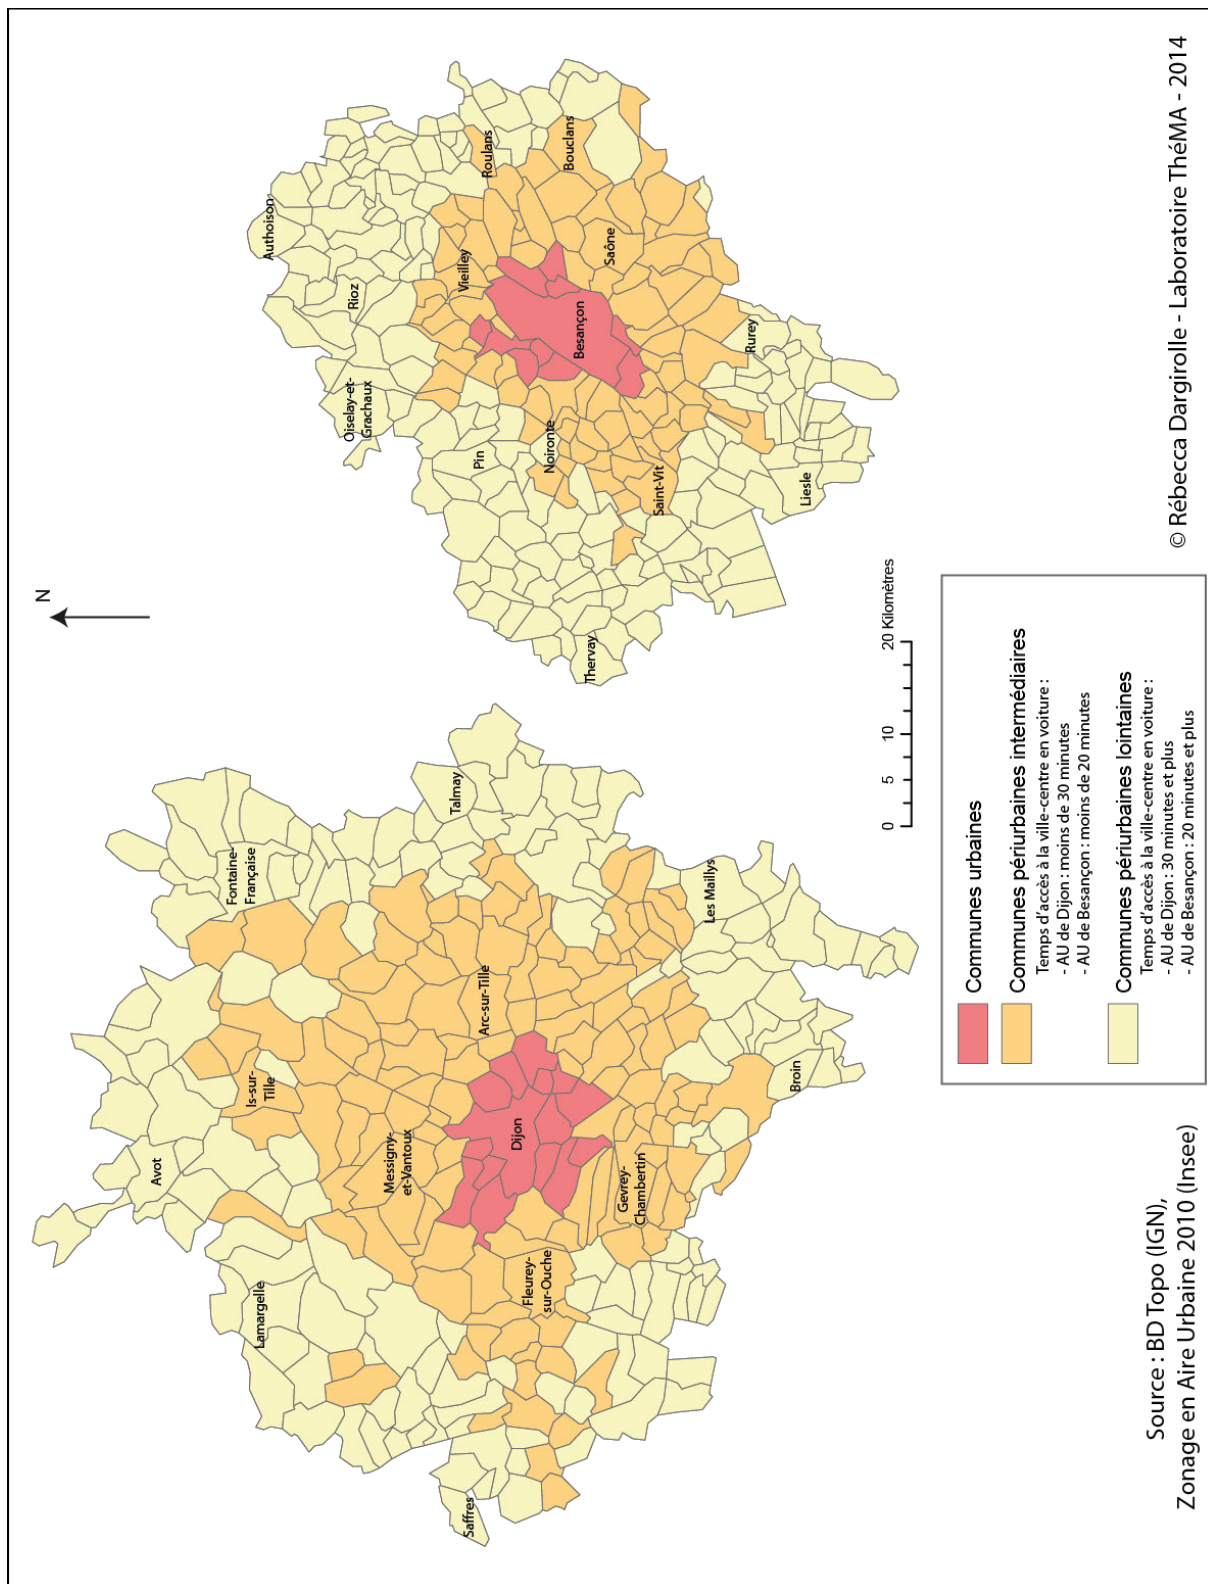 N
Avot
Lamargelle
Is-sur-
Tille
Fontaine-
Française
Messigny-
et-Vantoux
Saffres
Fleurey-
sur-Ouche
Dijon
Arc-sur-Tille
Talmay
Gevrey-
Chambertin
Broin
Les Maillys
Authoison
Rioz
Oiselay-et-
Grachaux
Pin
Vieilley
Roulans
Noironte
Besançon
Bouclans
Saône
Thervay
Saint-Vit
Rurey
Liesle
0 5 10 20 Kilomètres
Communes urbaines
Communes périurbaines intermédiaires
Temps d'accès à la ville-centre en voiture :
- AU de Dijon : moins de 30 minutes
- AU de Besançon : moins de 20 minutes
Communes périurbaines lointaines
Temps d'accès à la ville-centre en voiture :
- AU de Dijon : 30 minutes et plus
- AU de Besançon : 20 minutes et plus
Source : BD Topo (IGN),
Zonage en Aire Urbaine 2010 (Insee)
© Rébecca Dargirolle - Laboratoire ThéMA - 2014